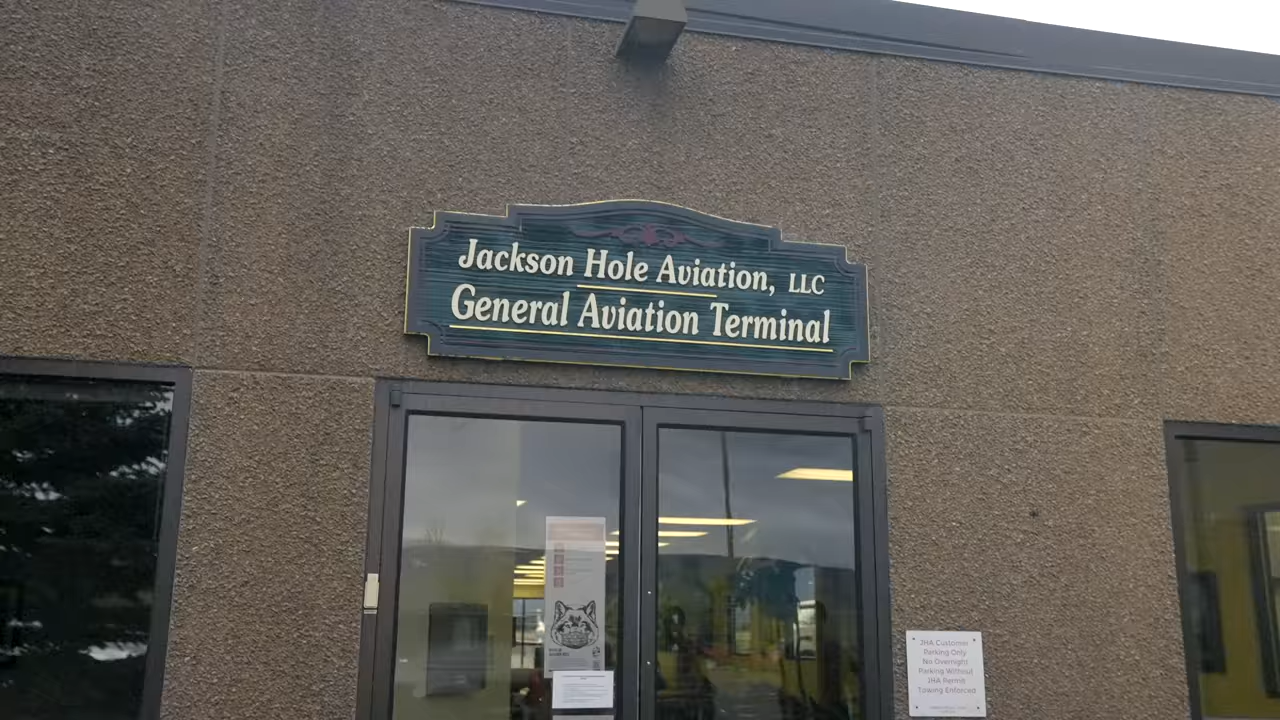 Jackson Hole Aviation, LLC
General Aviation Terminal
JHA Customer
Parking Only
No Overnight
Parking Without
JHA Permit
Towing Enforced